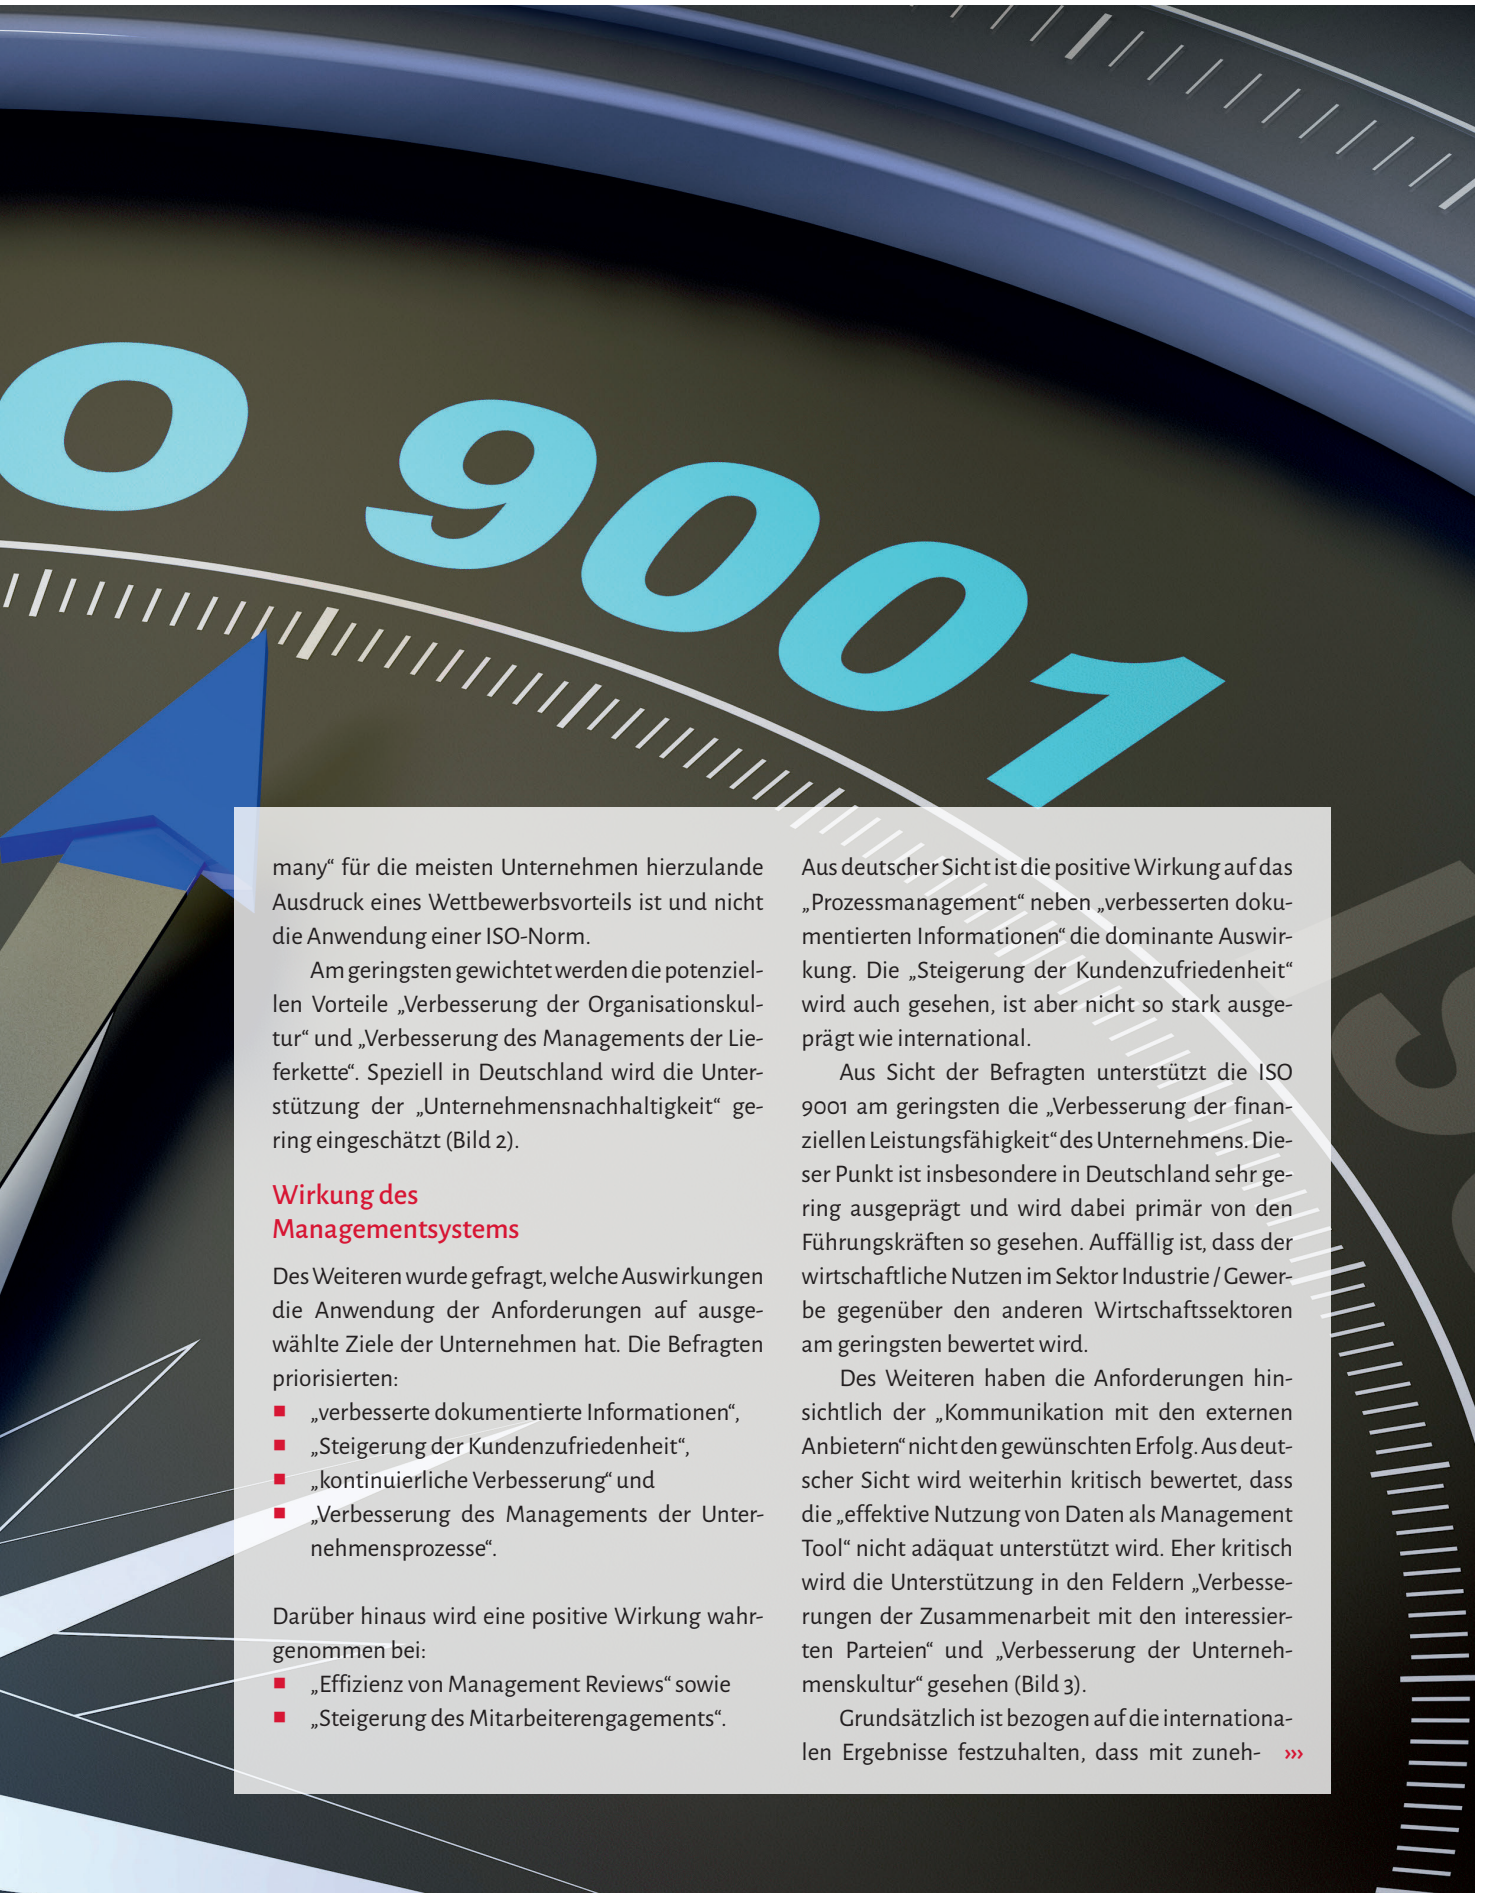 O 9001
many“ für die meisten Unternehmen hierzulande
Ausdruck eines Wettbewerbsvorteils ist und nicht
die Anwendung einer ISO-Norm.
Am geringsten gewichtet werden die potenziel-
len Vorteile „Verbesserung der Organisationskul-
tur“ und „Verbesserung des Managements der Lie-
ferkette“. Speziell in Deutschland wird die Unter-
stützung der „Unternehmensnachhaltigkeit“ ge-
ring eingeschätzt (Bild 2).
Wirkung des
Managementsystems
Des Weiteren wurde gefragt, welche Auswirkungen
die Anwendung der Anforderungen auf ausge-
wählte Ziele der Unternehmen hat. Die Befragten
priorisierten:
■ „verbesserte dokumentierte Informationen“,
■ „Steigerung der Kundenzufriedenheit“,
■ „kontinuierliche Verbesserung“ und
■ „Verbesserung des Managements der Unter-
nehmensprozesse“.
Darüber hinaus wird eine positive Wirkung wahr-
genommen bei:
■ „Effizienz von Management Reviews“ sowie
■ „Steigerung des Mitarbeiterengagements“.
Aus deutscher Sicht ist die positive Wirkung auf das
„Prozessmanagement“ neben „verbesserten doku-
mentierten Informationen“ die dominante Auswir-
kung. Die „Steigerung der Kundenzufriedenheit“
wird auch gesehen, ist aber nicht so stark ausge-
prägt wie international.
Aus Sicht der Befragten unterstützt die ISO
9001 am geringsten die „Verbesserung der finan-
ziellen Leistungsfähigkeit“ des Unternehmens. Die-
ser Punkt ist insbesondere in Deutschland sehr ge-
ring ausgeprägt und wird dabei primär von den
Führungskräften so gesehen. Auffällig ist, dass der
wirtschaftliche Nutzen im Sektor Industrie / Gewer-
be gegenüber den anderen Wirtschaftssektoren
am geringsten bewertet wird.
Des Weiteren haben die Anforderungen hin-
sichtlich der „Kommunikation mit den externen
Anbietern“ nicht den gewünschten Erfolg. Aus deut-
scher Sicht wird weiterhin kritisch bewertet, dass
die „effektive Nutzung von Daten als Management
Tool“ nicht adäquat unterstützt wird. Eher kritisch
wird die Unterstützung in den Feldern „Verbesse-
rungen der Zusammenarbeit mit den interessier-
ten Parteien“ und „Verbesserung der Unterneh-
menskultur“ gesehen (Bild 3).
Grundsätzlich ist bezogen auf die internationa-
len Ergebnisse festzuhalten, dass mit zuneh- ›››